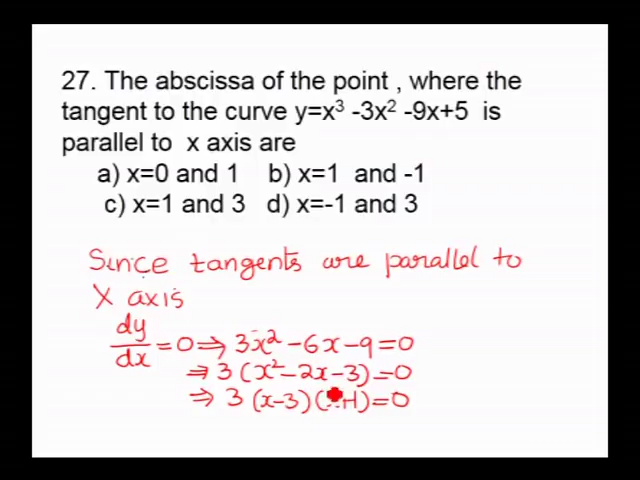 27. The abscissa of the point , where the
tangent to the curve y=x³ -3x² -9x+5 is
parallel to x axis are
a) x=0 and 1 b) x=1 and -1
c) x=1 and 3 d) x=-1 and 3
Since tangents are parallel to
X axis
dy/dx = 0 ⇒ 3x² -6x -9 = 0
⇒ 3 (x² -2x -3) = 0
⇒ 3 (x-3) ( +1) = 0